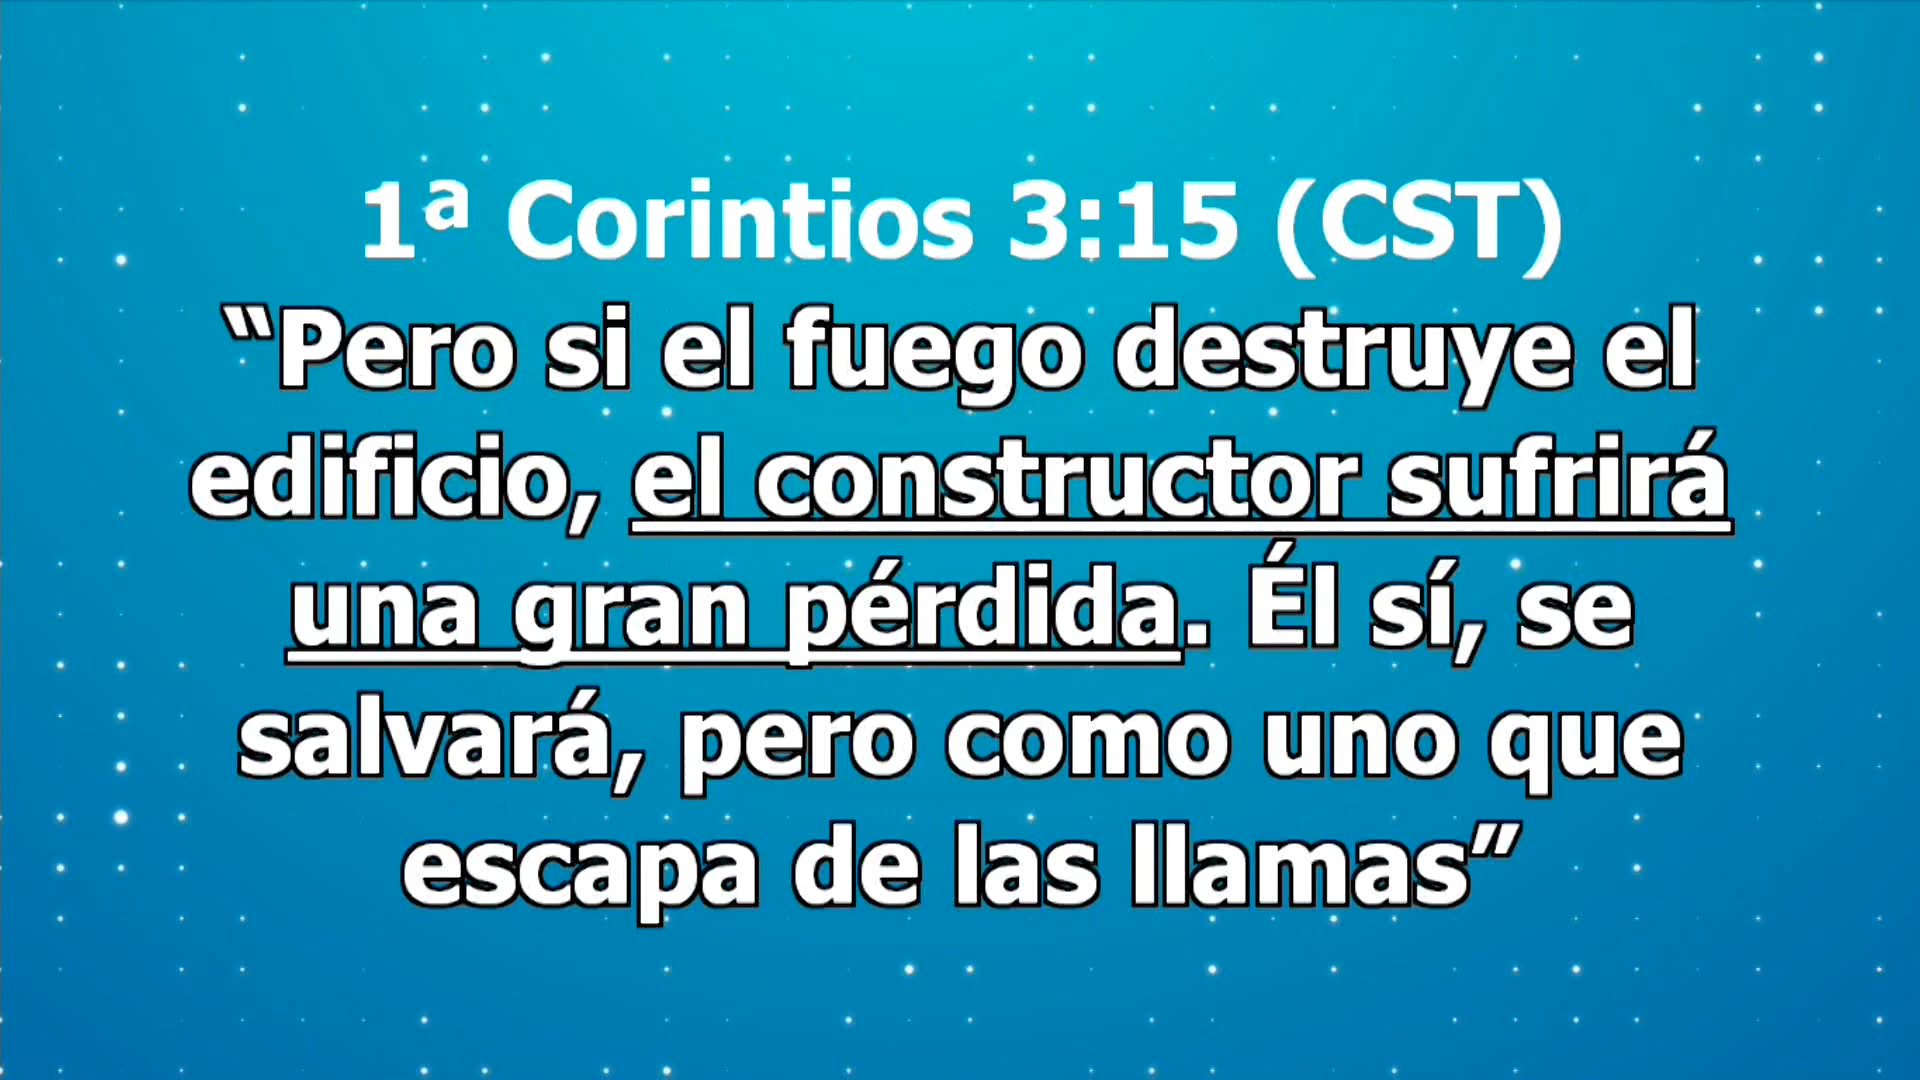 1ª Corintios 3:15 (CST)
“Pero si el fuego destruye el
edificio, el constructor sufrirá
una gran pérdida. Él sí, se
salvará, pero como uno que
escapa de las llamas”